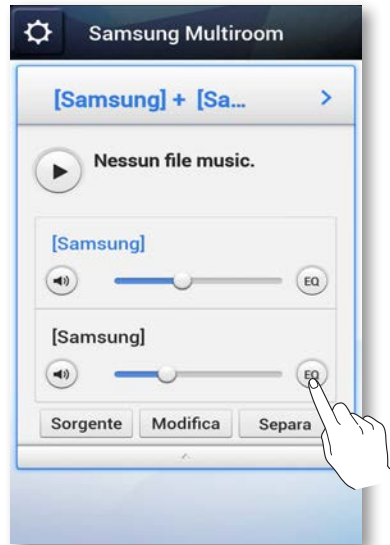 Samsung Multiroom
[Samsung] + [Sa...
Nessun file music.
[Samsung]
EQ
[Samsung]
EQ
Sorgente Modifica Separa